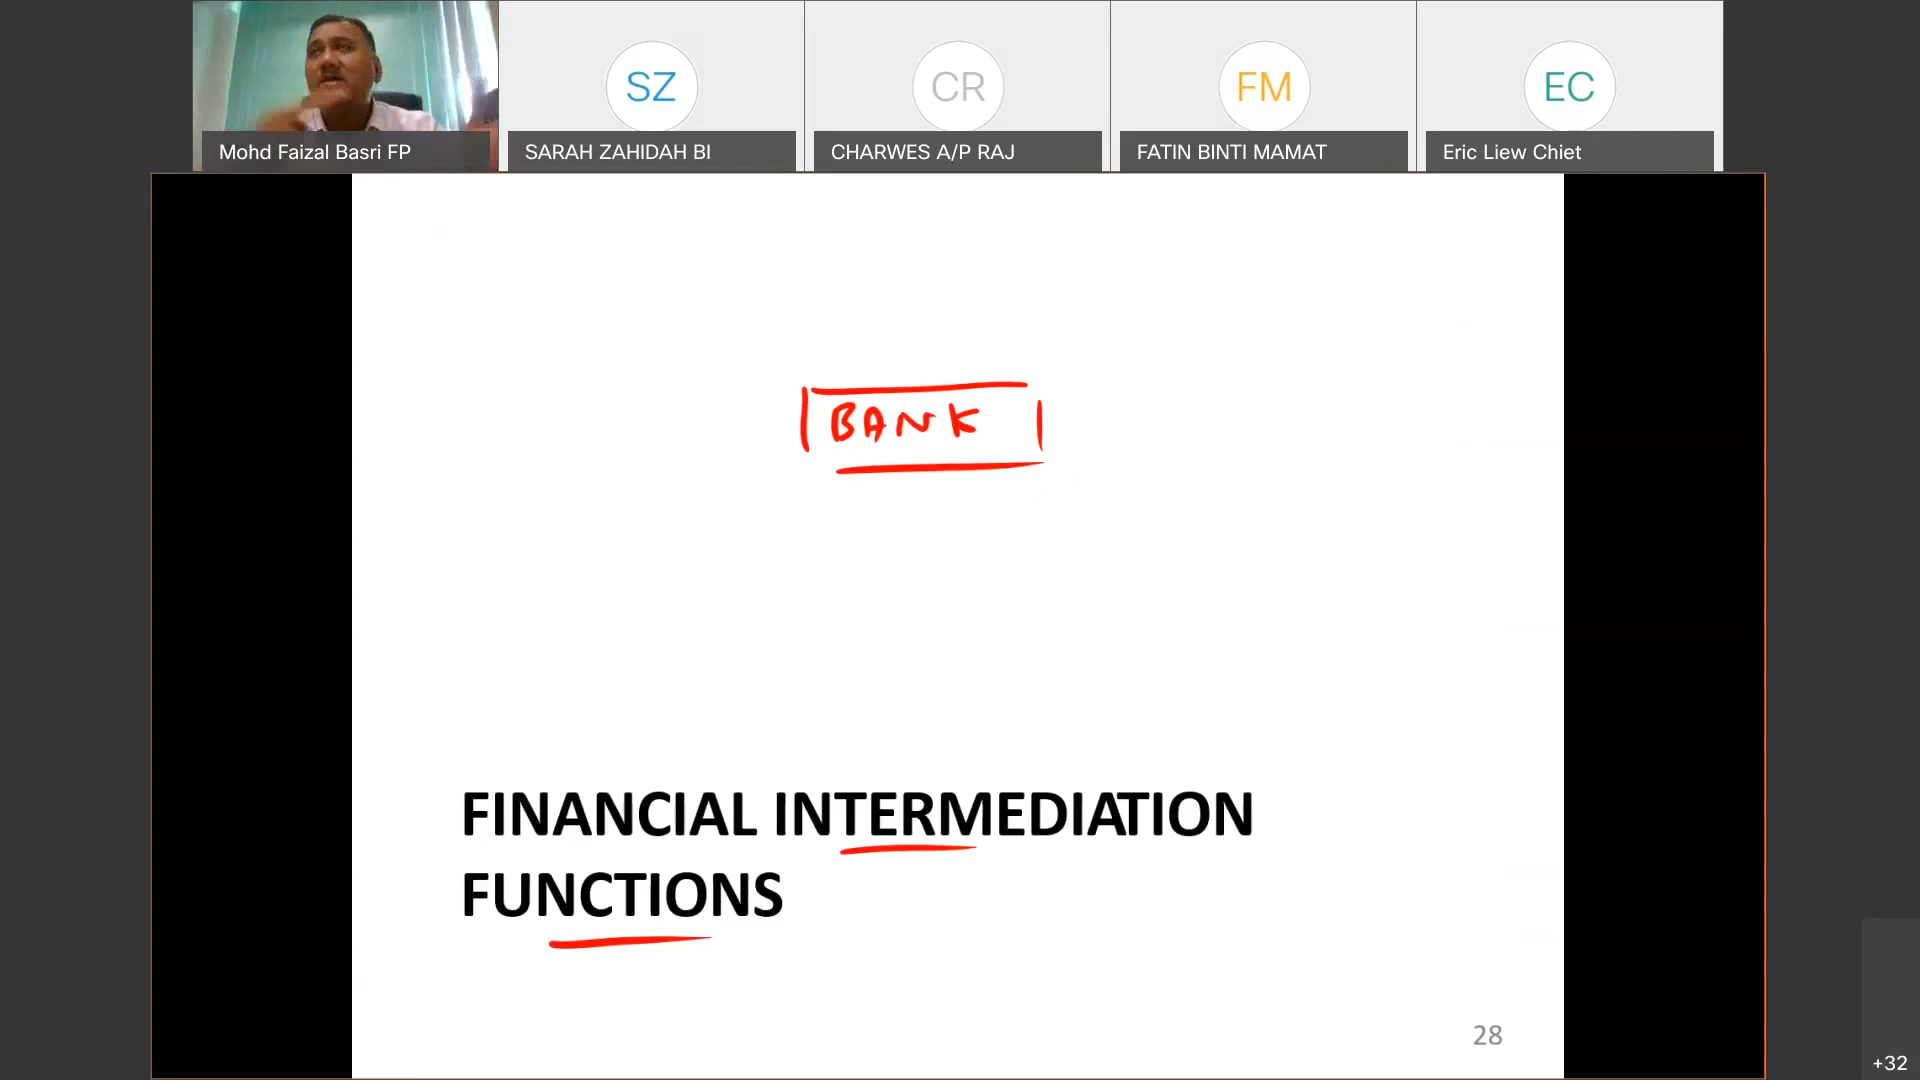 SZ
CR
FM
EC
Mohd Faizal Basri FP
SARAH ZAHIDAH BI
CHARWES A/P RAJ
FATIN BINTI MAMAT
Eric Liew Chiet
BANK
FINANCIAL INTERMEDIATION
FUNCTIONS
28
+32